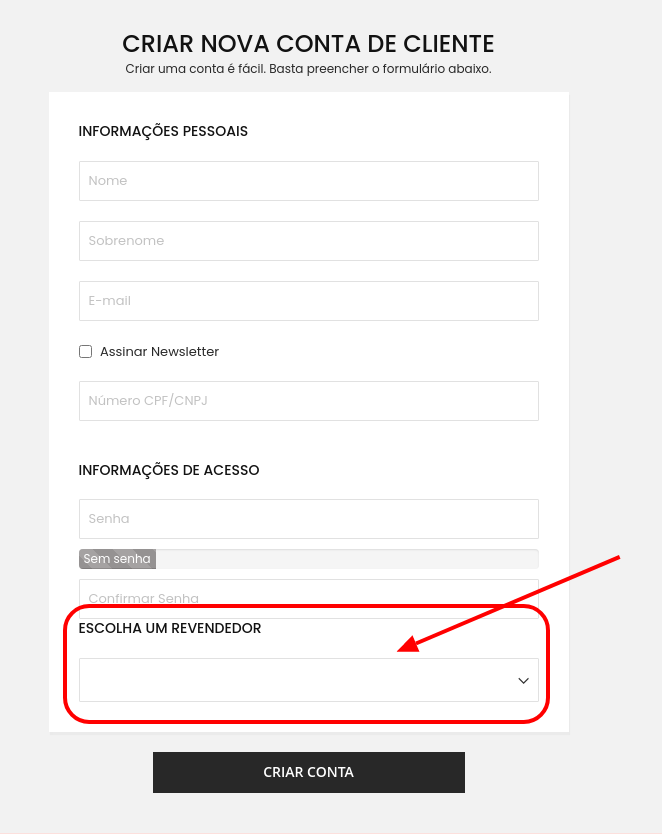 CRIAR NOVA CONTA DE CLIENTE
Criar uma conta é fácil. Basta preencher o formulário abaixo.
INFORMAÇÕES PESSOAIS
Nome
Sobrenome
E-mail
Assinar Newsletter
Número CPF/CNPJ
INFORMAÇÕES DE ACESSO
Senha
Sem senha
Confirmar Senha
ESCOLHA UM REVENDEDOR
CRIAR CONTA